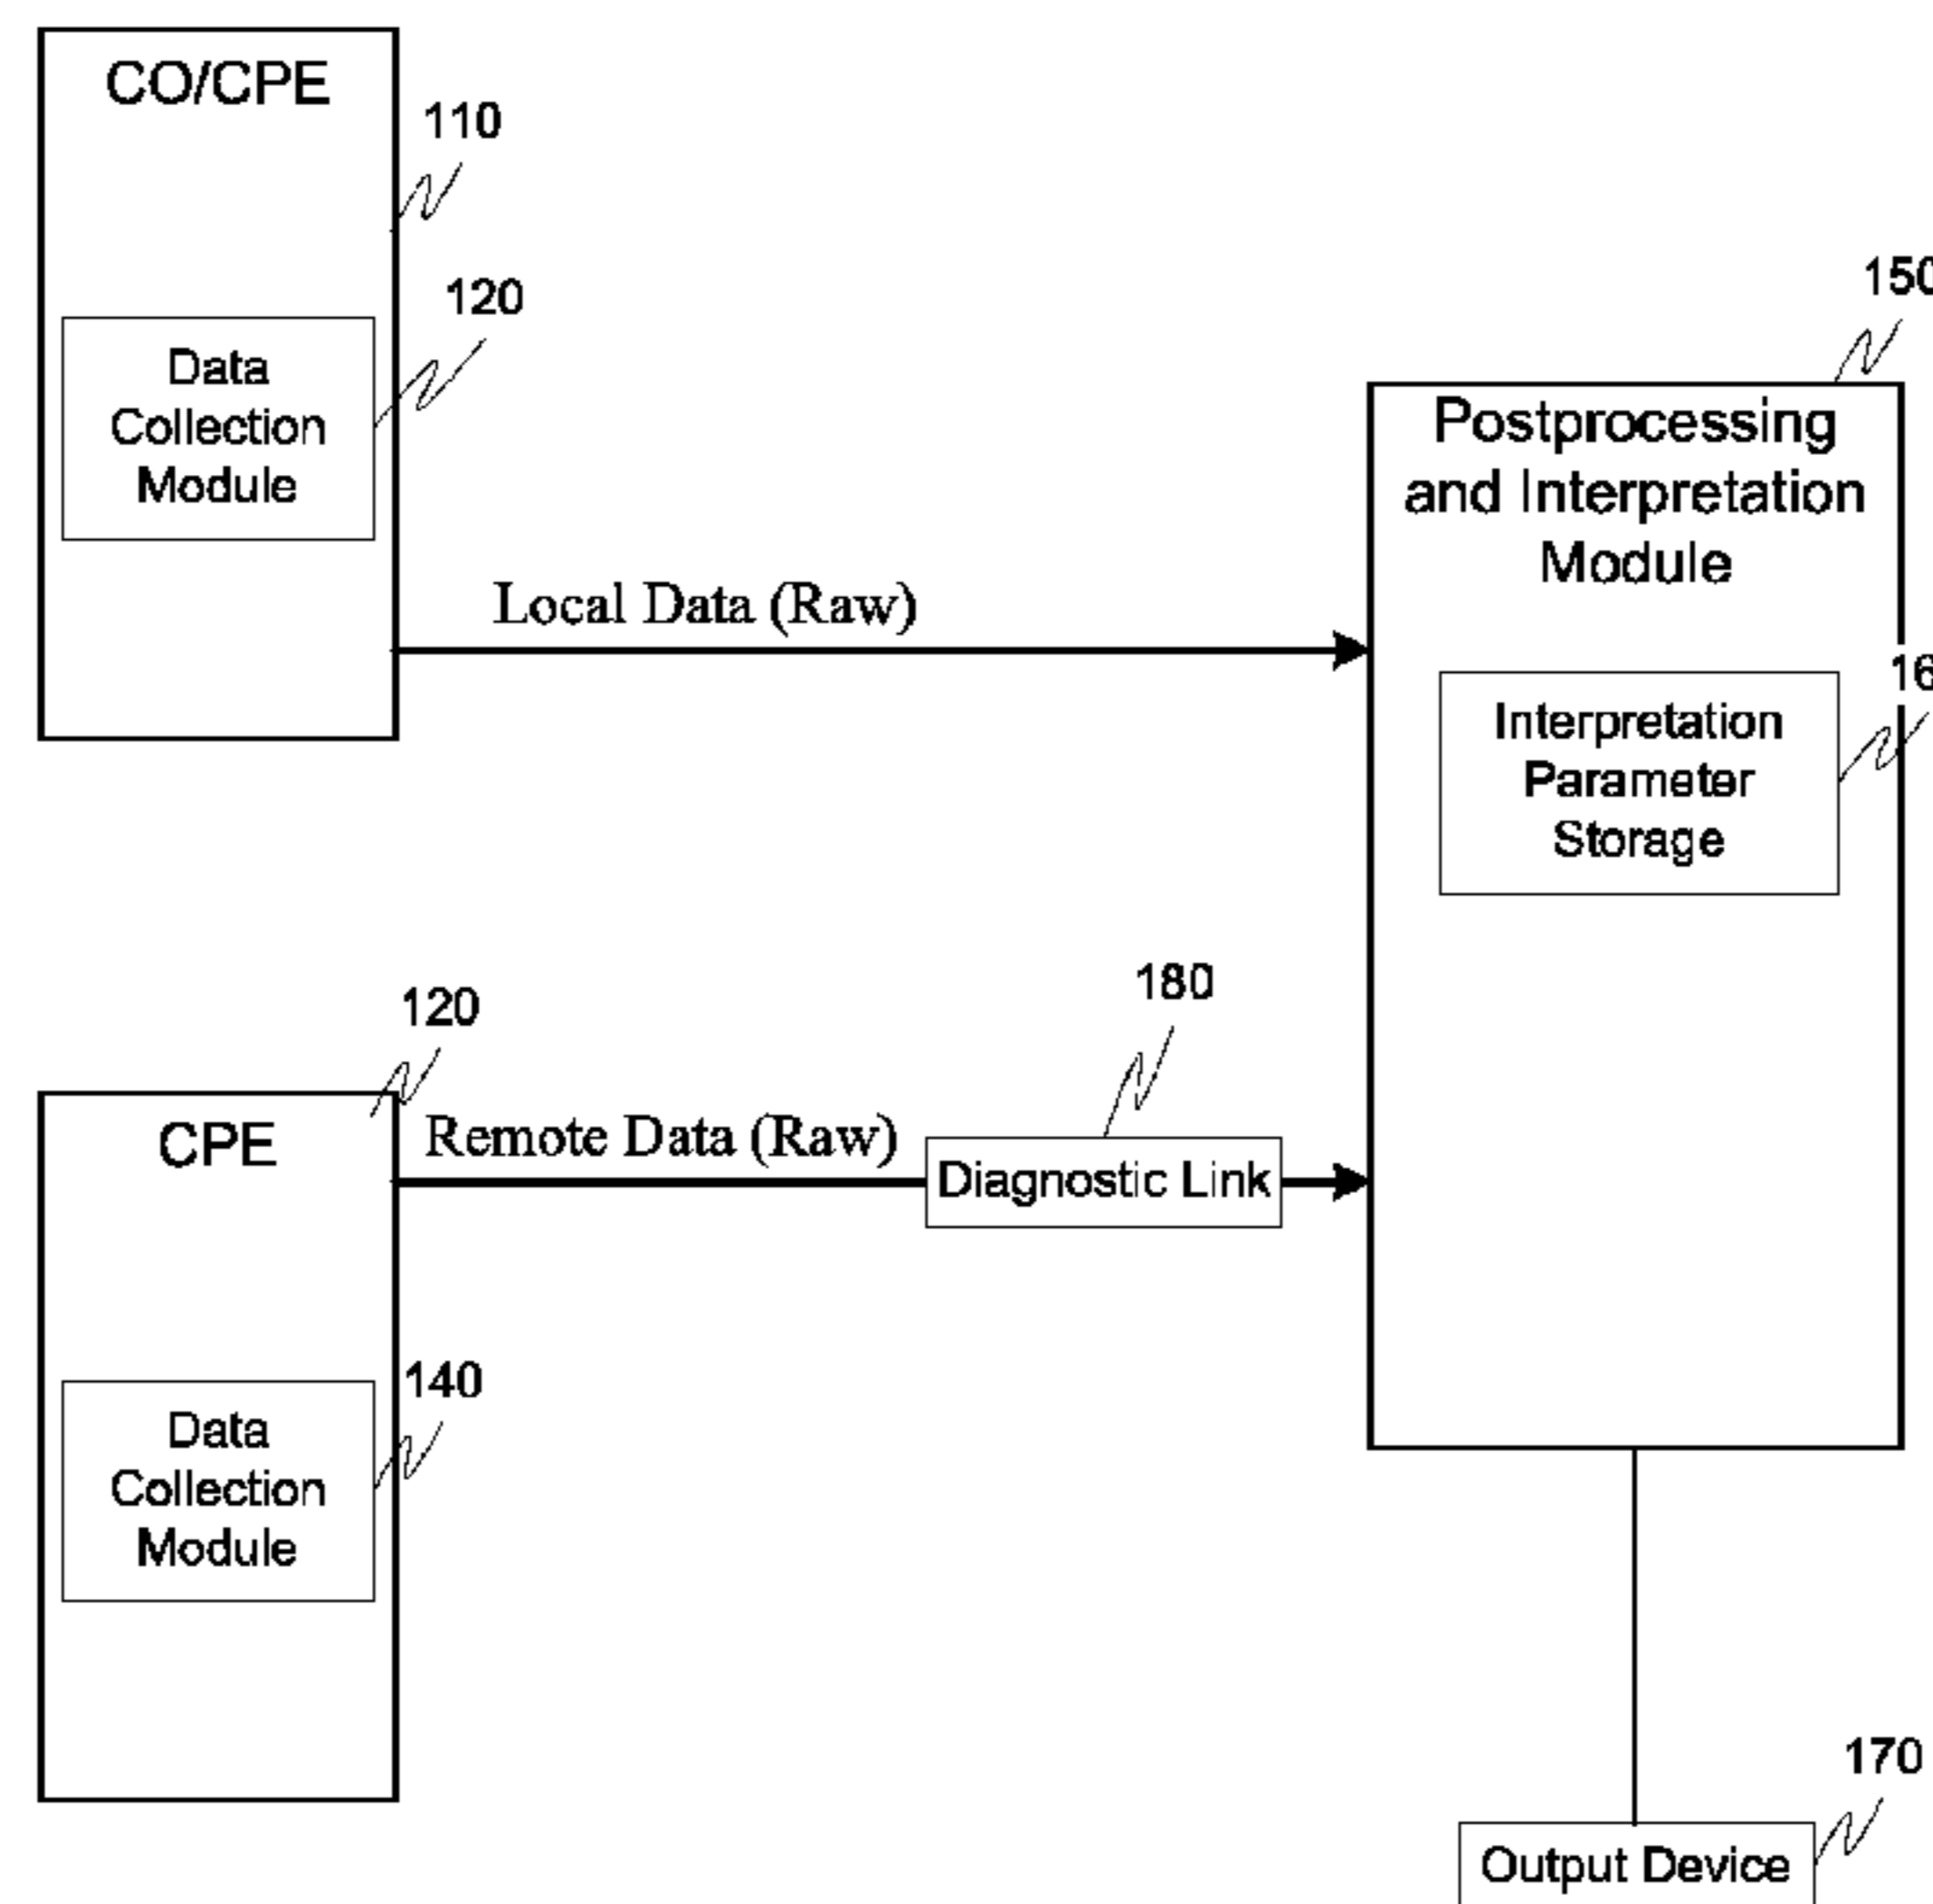 CO/CPE
110
120
Data
Collection
Module
Local Data (Raw)
150
Postprocessing
and Interpretation
Module
16
Interpretation
Parameter
Storage
180
120
CPE
Remote Data (Raw)
Diagnostic Link
140
Data
Collection
Module
170
Output Device